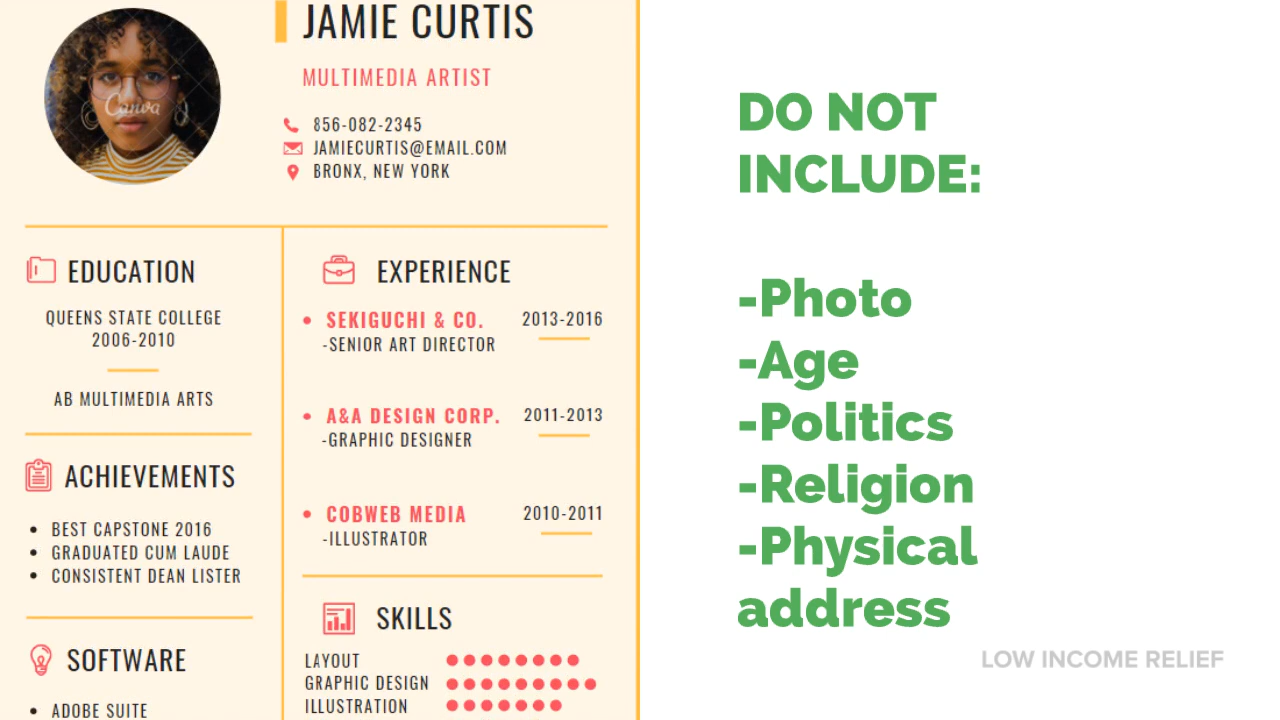 JAMIE CURTIS
MULTIMEDIA ARTIST
Canva
856-082-2345
JAMIECURTIS@EMAIL.COM
BRONX, NEW YORK
EDUCATION
QUEENS STATE COLLEGE
2006-2010
AB MULTIMEDIA ARTS
ACHIEVEMENTS
BEST CAPSTONE 2016
GRADUATED CUM LAUDE
CONSISTENT DEAN LISTER
SOFTWARE
ADOBE SUITE
EXPERIENCE
SEKIGUCHI & CO. 2013-2016
-SENIOR ART DIRECTOR
A&A DESIGN CORP. 2011-2013
-GRAPHIC DESIGNER
COBWEB MEDIA 2010-2011
-ILLUSTRATOR
SKILLS
LAYOUT
GRAPHIC DESIGN
ILLUSTRATION
DO NOT
INCLUDE:
-Photo
-Age
-Politics
-Religion
-Physical
address
LOW INCOME RELIEF